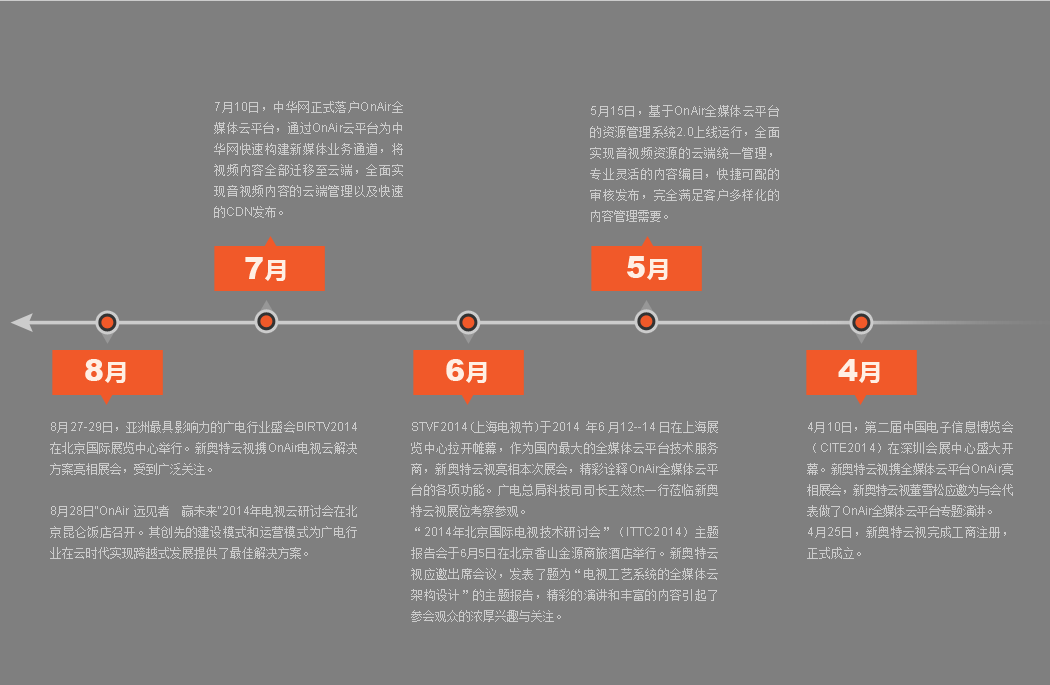 7月10日，中华网正式落户OnAir全
媒体云平台，通过OnAir云平台为中
华网快速构建新媒体业务通道，将
视频内容全部迁移至云端，全面实
现音视频内容的云端管理以及快速
的CDN发布。
7月
5月15日，基于OnAir全媒体云平台
的资源管理系统2.0上线运行，全面
实现音视频资源的云端统一管理，
专业灵活的内容编目，快捷可配的
审核发布，完全满足客户多样化的
内容管理需要。
5月
8月
8月27-29日，亚洲最具影响力的广电行业盛会BIRTV2014
在北京国际展览中心举行。新奥特云视携OnAir电视云解决
方案亮相展会，受到广泛关注。
8月28日"OnAir 远见者　赢未来"2014年电视云研讨会在北
京昆仑饭店召开。其创先的建设模式和运营模式为广电行
业在云时代实现跨越式发展提供了最佳解决方案。
6月
STVF2014(上海电视节)于2014 年6月12--14日在上海展
览中心拉开帷幕，作为国内最大的全媒体云平台技术服务
商，新奥特云视亮相本次展会，精彩诠释OnAir全媒体云平
台的各项功能。广电总局科技司司长王效杰一行莅临新奥
特云视展位考察参观。
“2014年北京国际电视技术研讨会”（ITTC2014）主题
报告会于6月5日在北京香山金源商旅酒店举行。新奥特云
视应邀出席会议，发表了题为“电视工艺系统的全媒体云
架构设计”的主题报告，精彩的演讲和丰富的内容引起了
参会观众的浓厚兴趣与关注。
4月
4月10日，第二届中国电子信息博览会
（CITE2014）在深圳会展中心盛大开
幕。新奥特云视携全媒体云平台OnAir亮
相展会，新奥特云视董雪松应邀为与会代
表做了OnAir全媒体云平台专题演讲。
4月25日，新奥特云视完成工商注册，
正式成立。